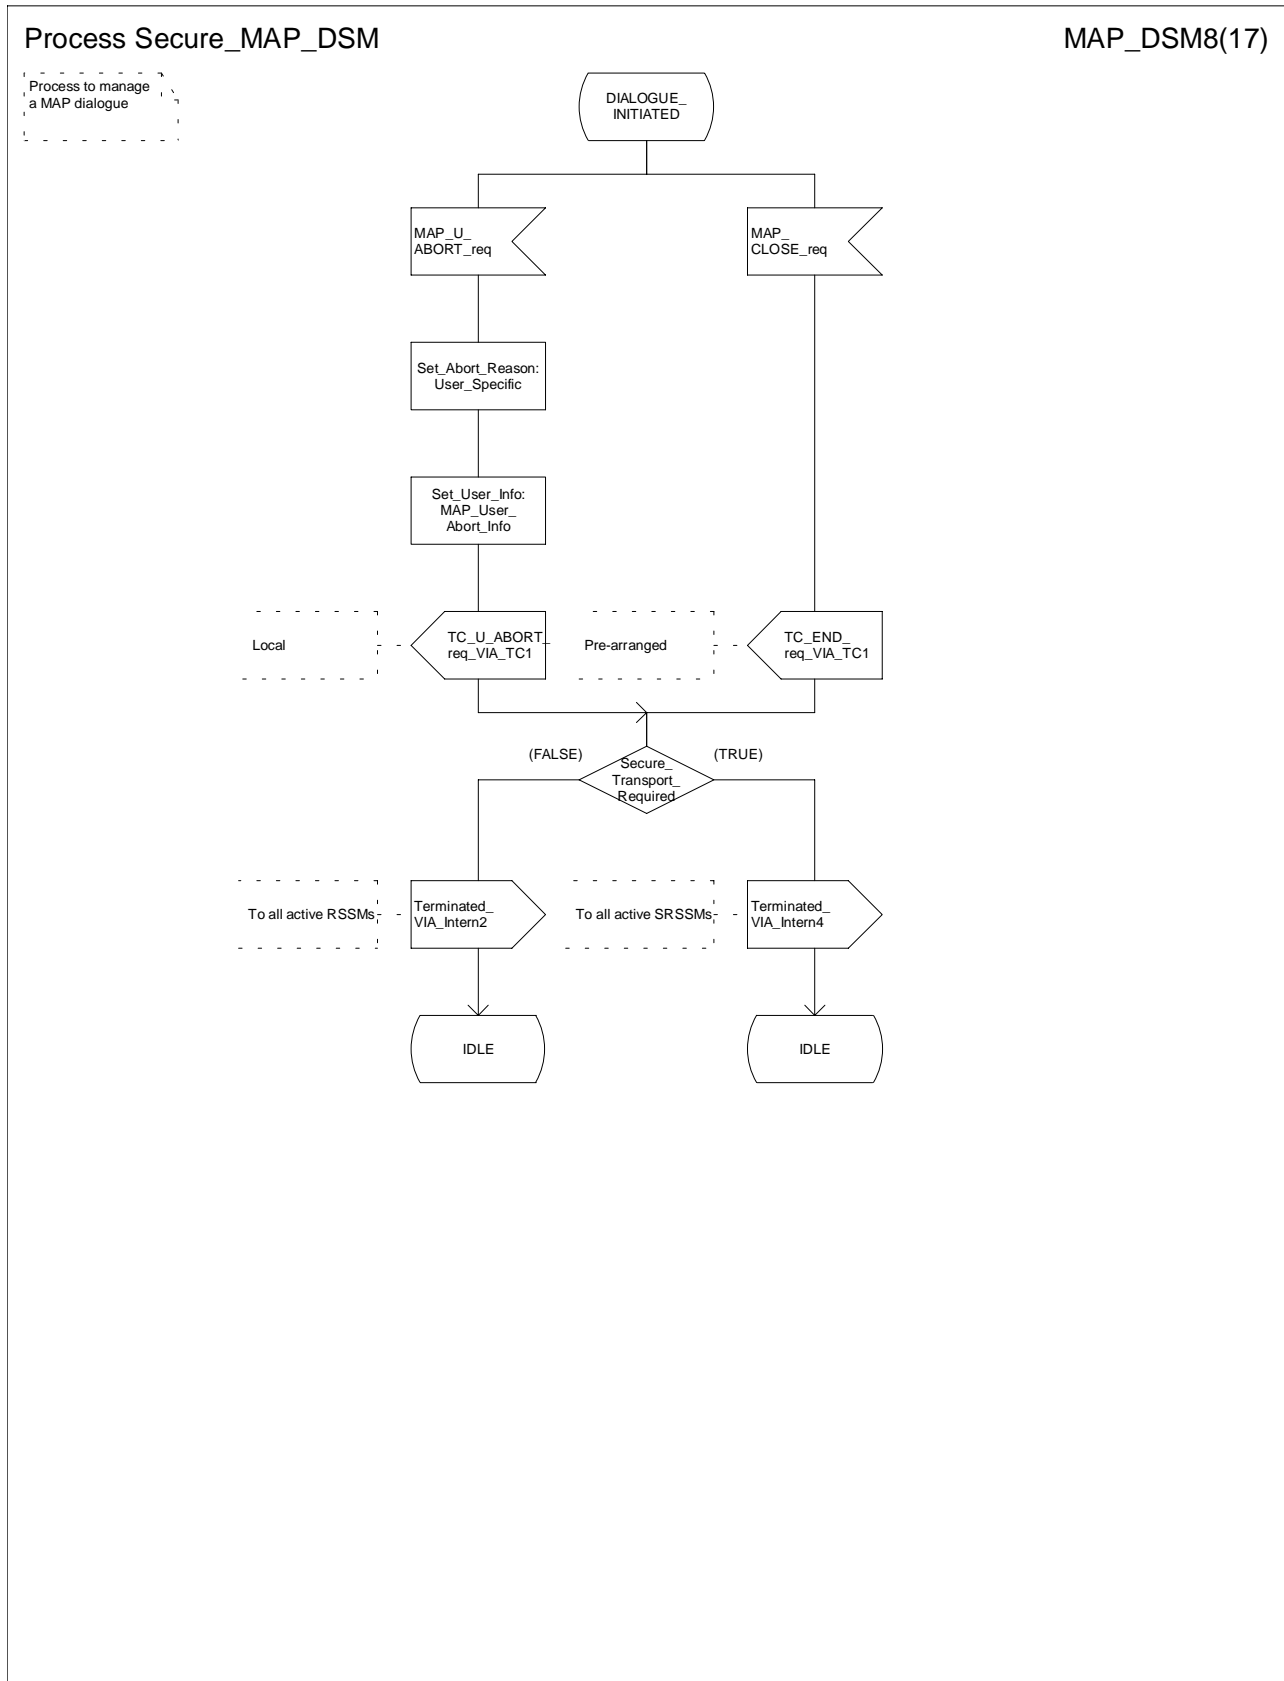 Process Secure_MAP_DSM
MAP_DSM8(17)
Process to manage
a MAP dialogue
DIALOGUE_
INITIATED
MAP_U_
ABORT_req
MAP_
CLOSE_req
Set_Abort_Reason:
User_Specific
Set_User_Info:
MAP_User_
Abort_Info
Local
TC_U_ABORT_
req_VIA_TC1
Pre-arranged
TC_END_
req_VIA_TC1
(FALSE)
(TRUE)
Secure_
Transport_
Required
To all active RSSMs
Terminated_
VIA_Intern2
To all active SRSSMs
Terminated_
VIA_Intern4
IDLE
IDLE